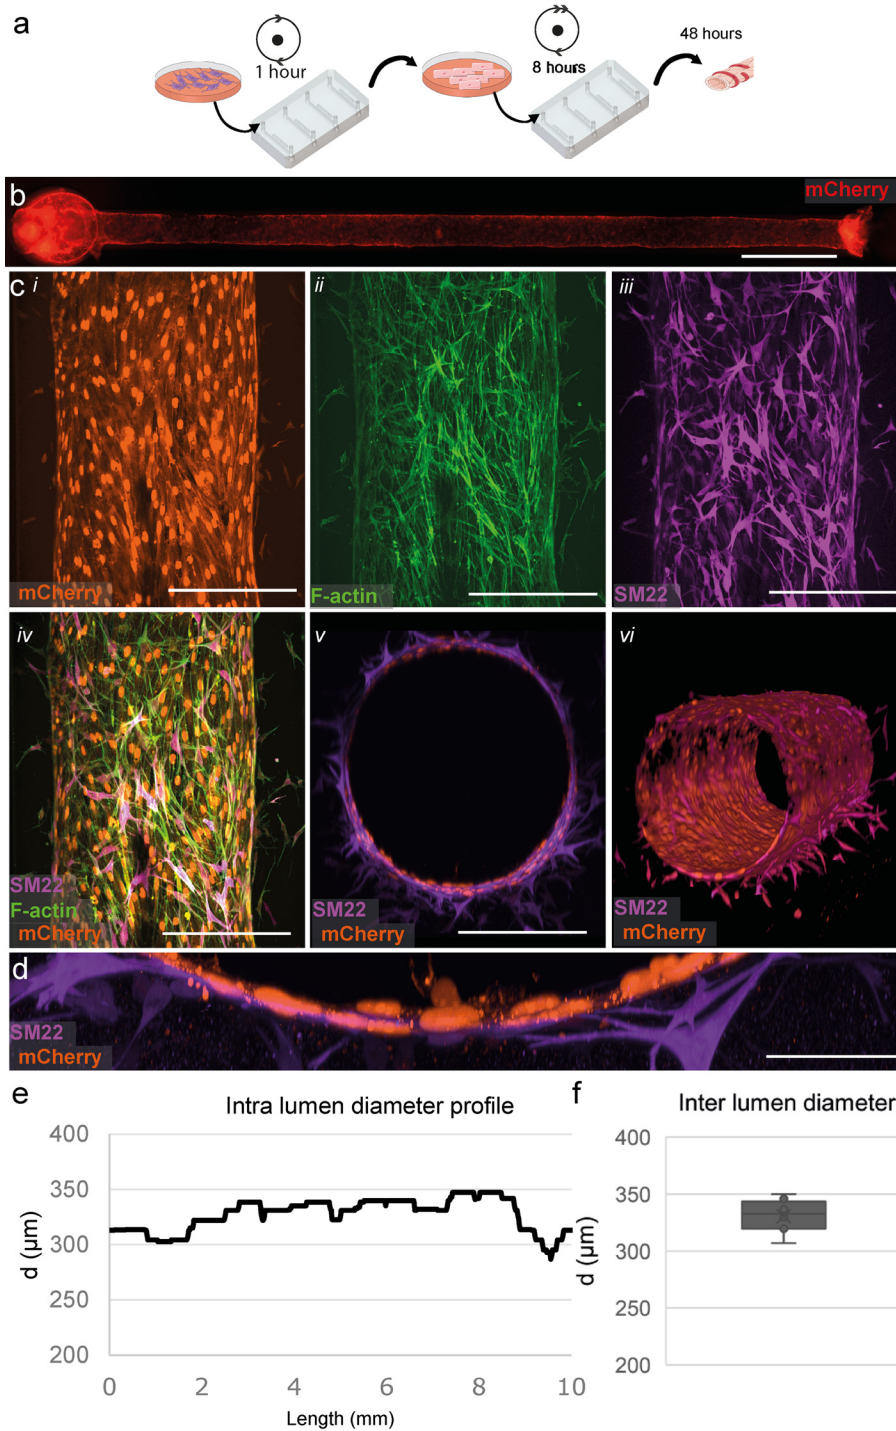 a
1 hour
8 hours
48 hours
b
mCherry
c
i
mCherry
ii
F-actin
iii
SM22
iv
SM22
F-actin
mCherry
v
SM22
mCherry
vi
SM22
mCherry
d
SM22
mCherry
e
Intra lumen diameter profile
400
350
300
250
200
d (μm)
0 2 4 6 8 10
Length (mm)
f
Inter lumen diameter
400
350
300
250
200
d (μm)